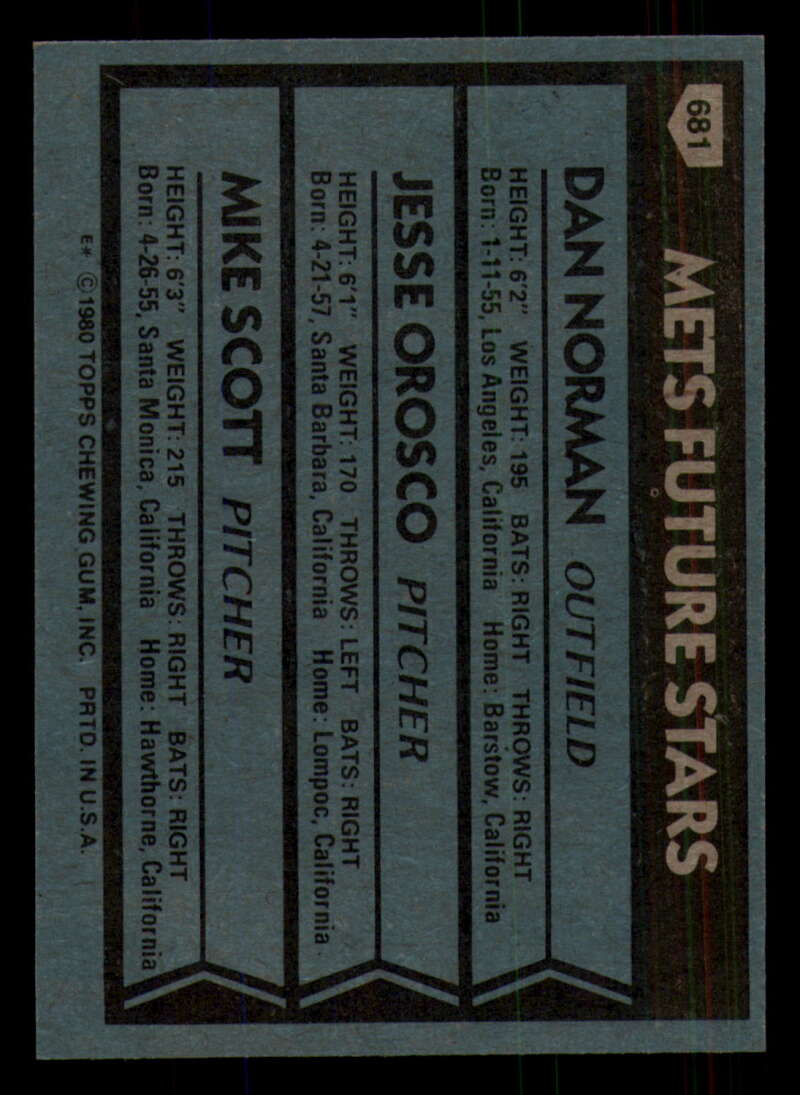 681
METS FUTURE STARS
DAN NORMAN OUTFIELD
HEIGHT: 6'2" WEIGHT: 195 BATS: RIGHT THROWS: RIGHT
Born: 1-11-55, Los Angeles, California Home: Barstow, California
JESSE OROSCO PITCHER
HEIGHT: 6'1" WEIGHT: 170 THROWS: LEFT BATS: RIGHT
Born: 4-21-57, Santa Barbara, California Home: Lompoc, California
MIKE SCOTT PITCHER
HEIGHT: 6'3" WEIGHT: 215 THROWS: RIGHT BATS: RIGHT
Born: 4-26-55, Santa Monica, California Home: Hawthorne, California
E* © 1980 TOPPS CHEWING GUM, INC. PRTD. IN U.S.A.